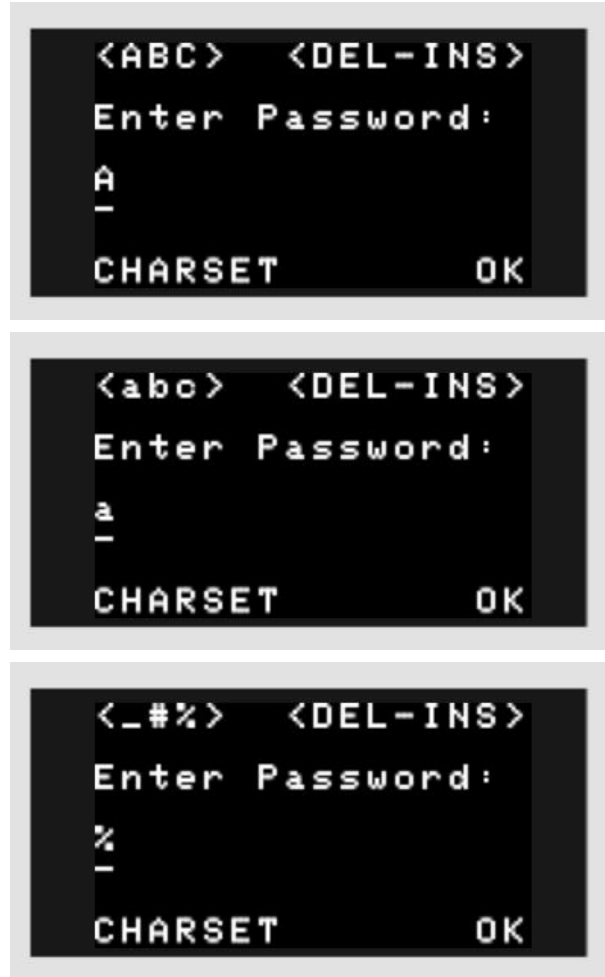 <ABC> <DEL-INS>
Enter Password:
A
CHARSET OK
<abc> <DEL-INS>
Enter Password:
a
CHARSET OK
<_#%> <DEL-INS>
Enter Password:
%
CHARSET OK